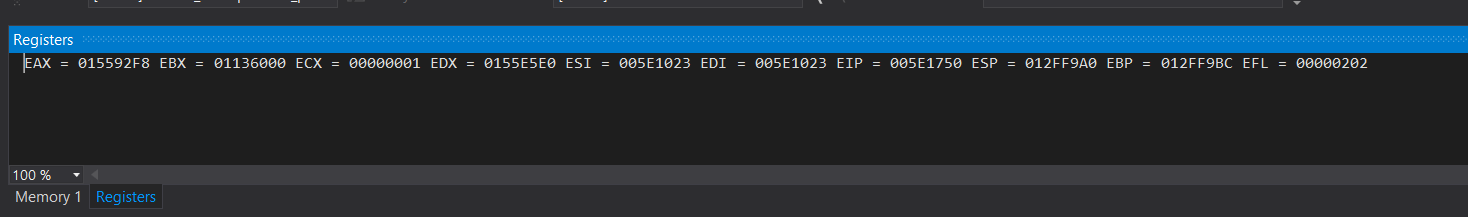 Registers
EAX = 015592F8 EBX = 01136000 ECX = 00000001 EDX = 0155E5E0 ESI = 005E1023 EDI = 005E1023 EIP = 005E1750 ESP = 012FF9A0 EBP = 012FF9BC EFL = 00000202
100 %
Memory 1 Registers